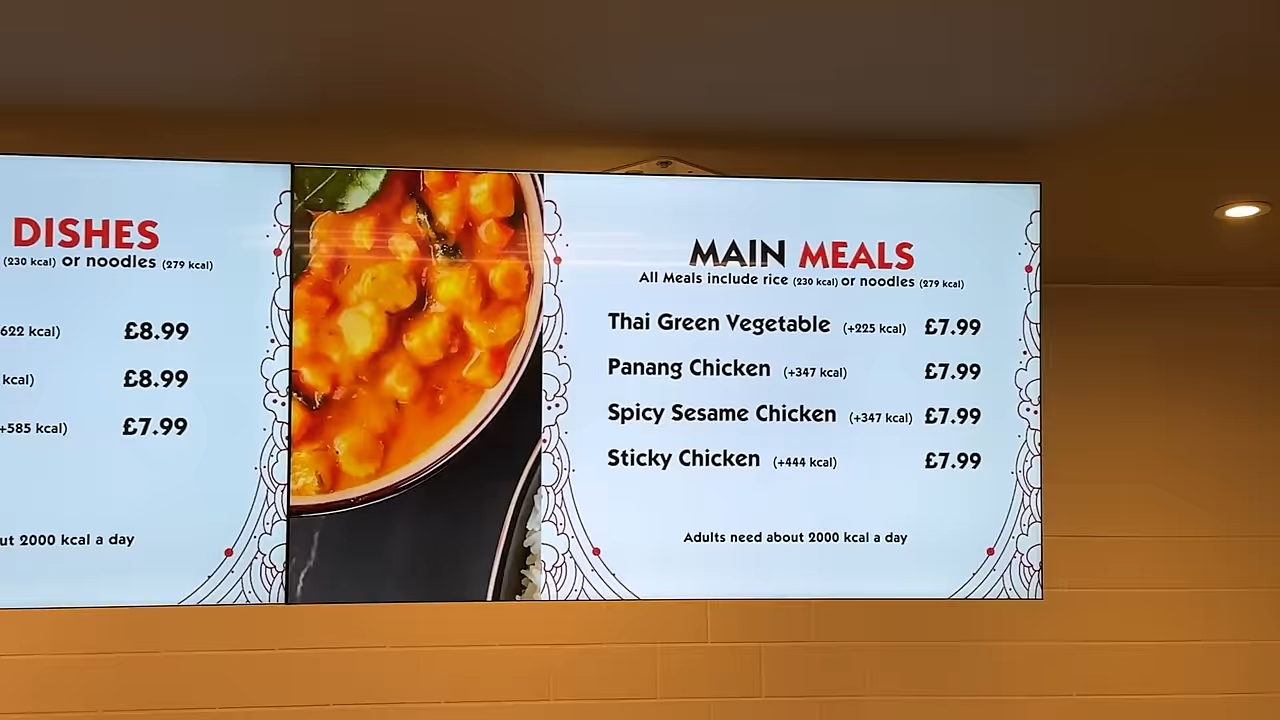 DISHES
(230 kcal) or noodles (279 kcal)
622 kcal) £8.99
kcal) £8.99
+585 kcal) £7.99
2000 kcal a day
MAIN MEALS
All Meals include rice (230 kcal) or noodles (279 kcal)
Thai Green Vegetable (+225 kcal) £7.99
Panang Chicken (+347 kcal) £7.99
Spicy Sesame Chicken (+347 kcal) £7.99
Sticky Chicken (+444 kcal) £7.99
Adults need about 2000 kcal a day